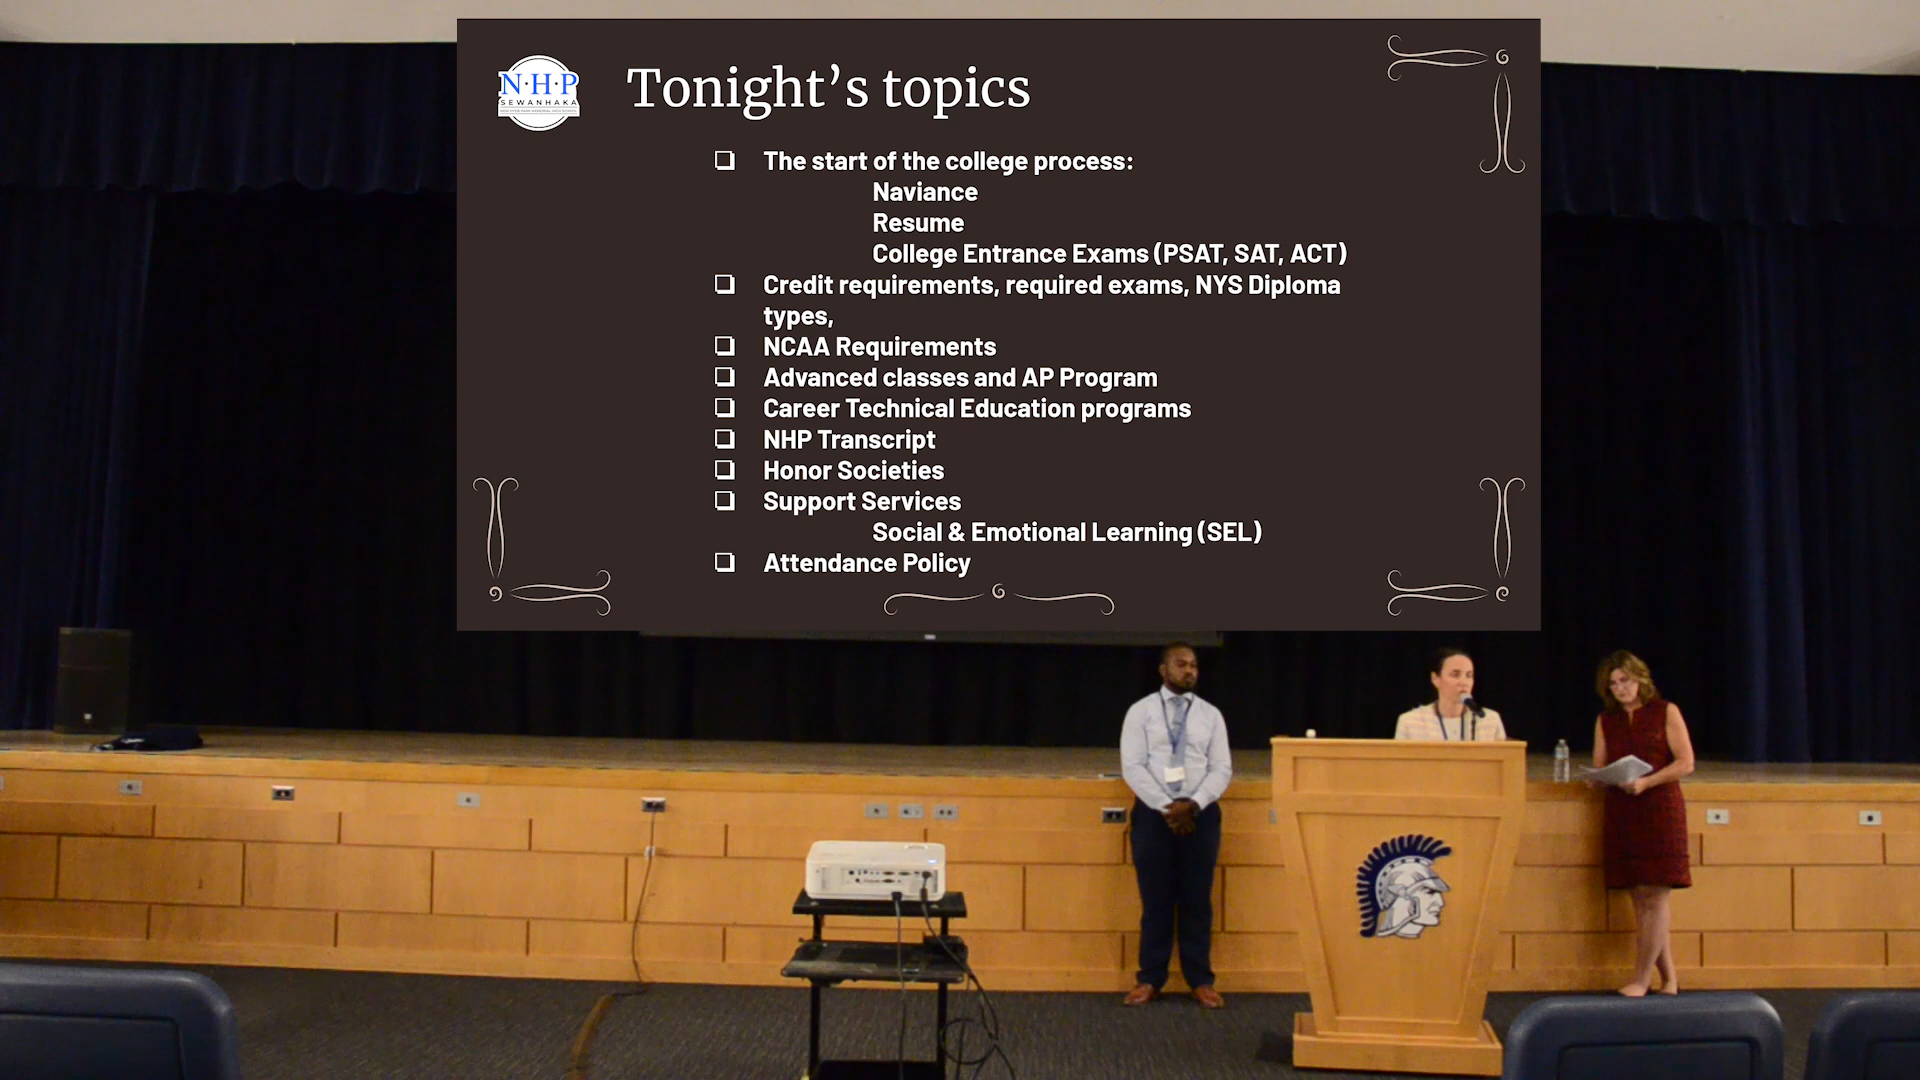 N·H·P
SEWANHAKA
Tonight's topics
❏ The start of the college process:
Naviance
Resume
College Entrance Exams (PSAT, SAT, ACT)
❏ Credit requirements, required exams, NYS Diploma
types,
❏ NCAA Requirements
❏ Advanced classes and AP Program
❏ Career Technical Education programs
❏ NHP Transcript
❏ Honor Societies
❏ Support Services
Social & Emotional Learning (SEL)
❏ Attendance Policy